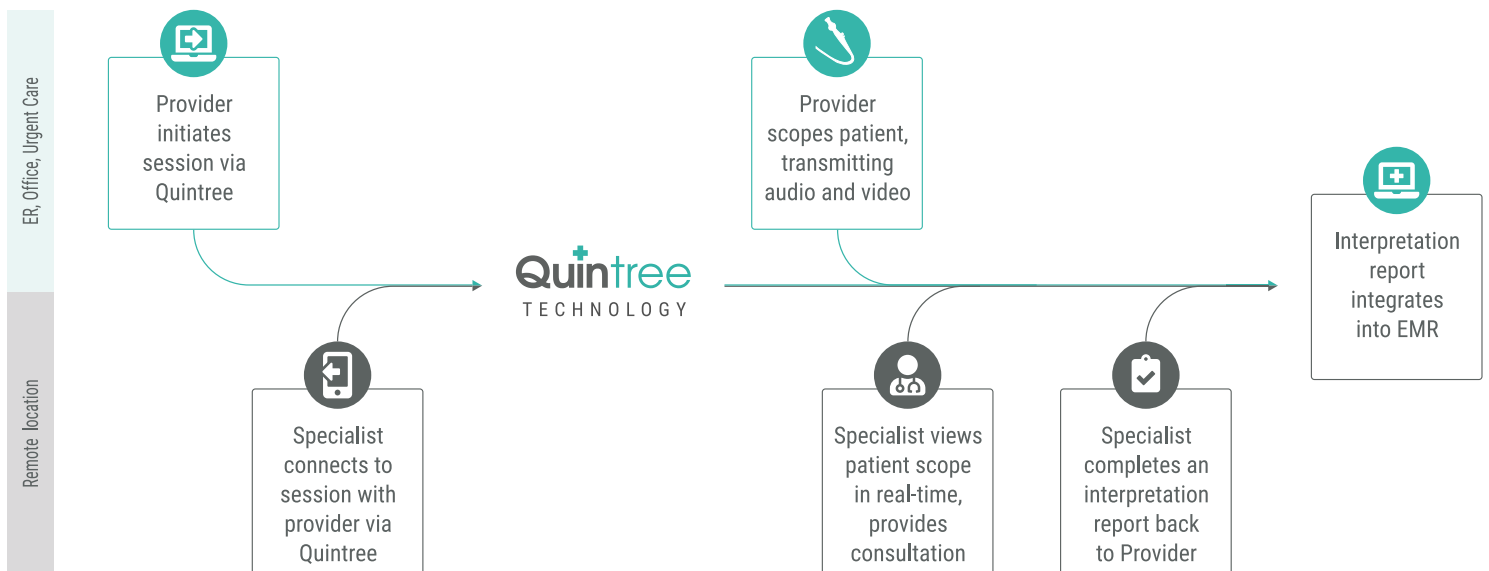 ER, Office, Urgent Care
Provider
initiates
session via
Quintree
Provider
scopes patient,
transmitting
audio and video
Interpretation
report
integrates
into EMR
Quintree
TECHNOLOGY
Remote location
Specialist
connects to
session with
provider via
Quintree
Specialist views
patient scope
in real-time,
provides
consultation
Specialist
completes an
interpretation
report back
to Provider